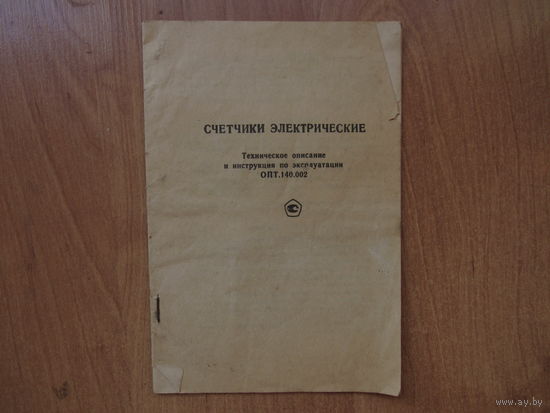 СЧЕТЧИКИ ЭЛЕКТРИЧЕСКИЕ
Техническое описание
и инструкция по эксплуатации
ОПТ.140.002
www.ay.by